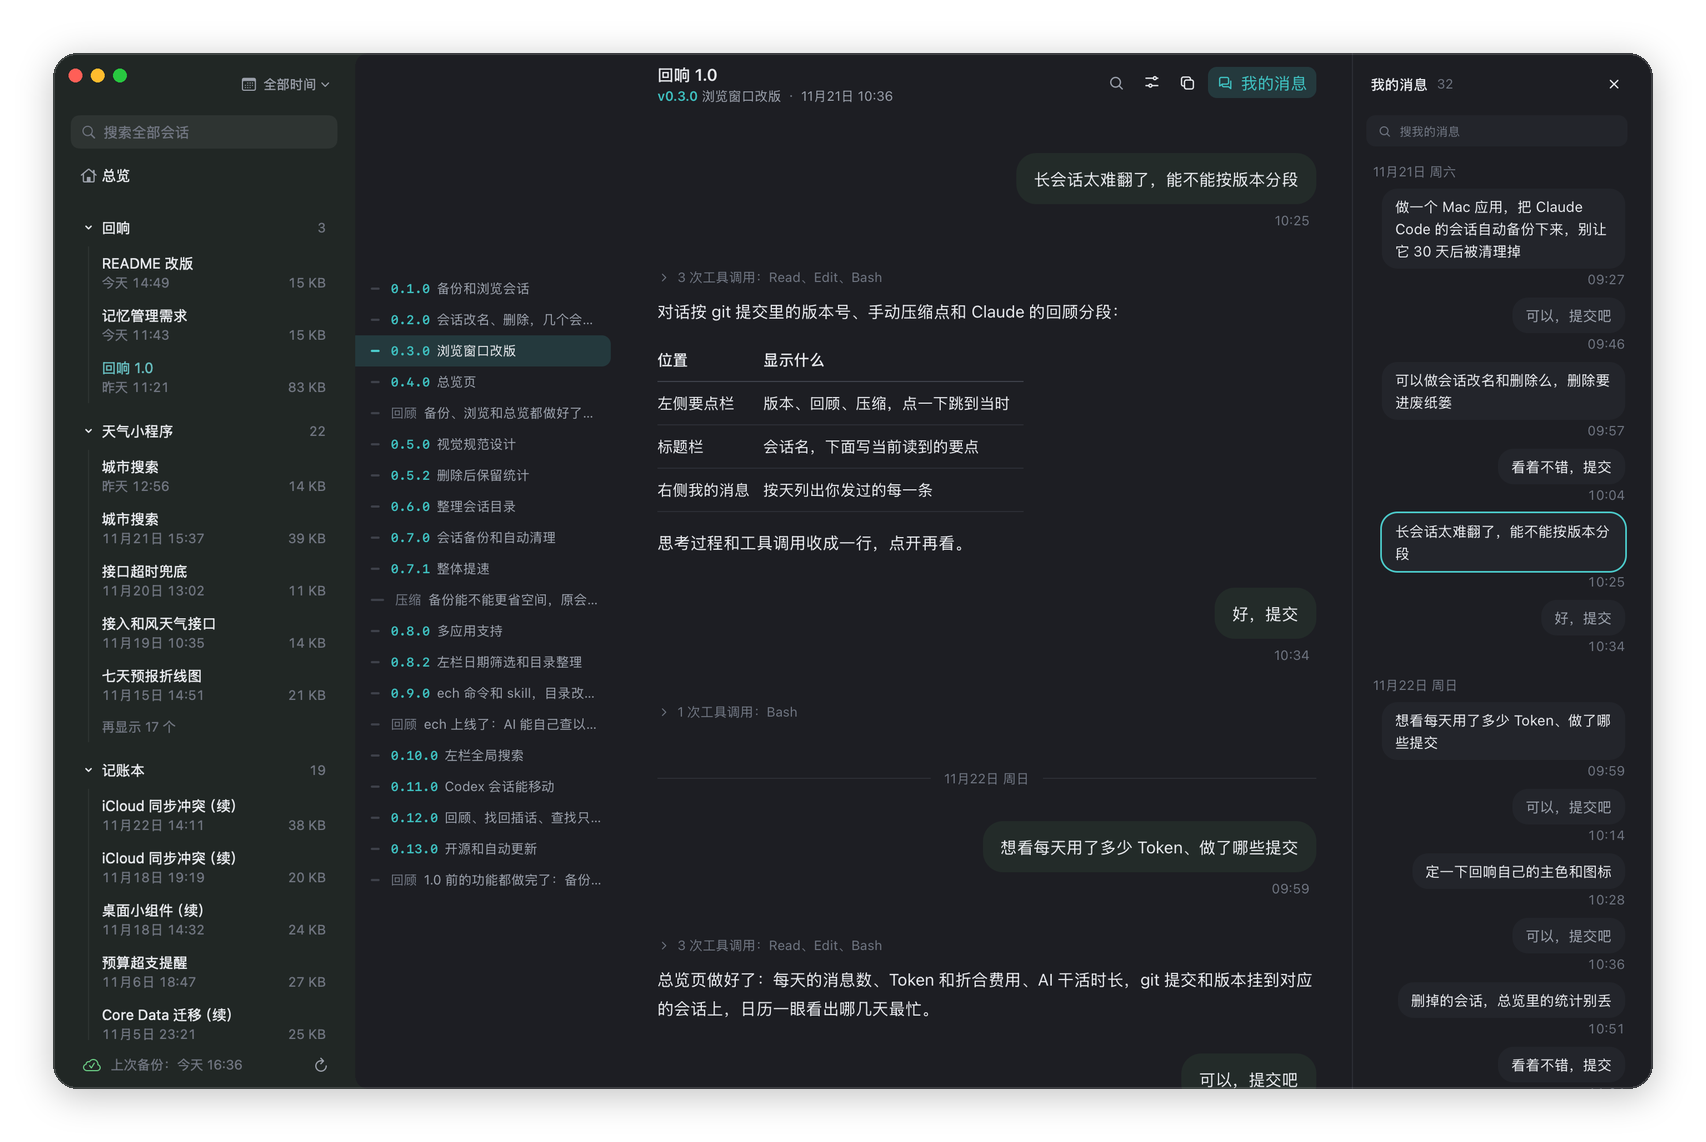 全部时间
搜索全部会话
总览
回响 3
README 改版
今天 14:49 15 KB
记忆管理需求
今天 11:43 15 KB
回响 1.0
昨天 11:21 83 KB
天气小程序 22
城市搜索
昨天 12:56 14 KB
城市搜索
11月21日 15:37 39 KB
接口超时兜底
11月20日 13:02 11 KB
接入和风天气接口
11月19日 10:35 14 KB
七天预报折线图
11月15日 14:51 21 KB
再显示 17 个
记账本 19
iCloud 同步冲突 (续)
11月22日 14:11 38 KB
iCloud 同步冲突 (续)
11月18日 19:19 20 KB
桌面小组件 (续)
11月18日 14:32 24 KB
预算超支提醒
11月6日 18:47 27 KB
Core Data 迁移 (续)
11月5日 23:21 25 KB
上次备份：今天 16:36
0.1.0 备份和浏览会话
0.2.0 会话改名、删除，几个会...
0.3.0 浏览窗口改版
0.4.0 总览页
回顾 备份、浏览和总览都做好了...
0.5.0 视觉规范设计
0.5.2 删除后保留统计
0.6.0 整理会话目录
0.7.0 会话备份和自动清理
0.7.1 整体提速
压缩 备份能不能更省空间，原会...
0.8.0 多应用支持
0.8.2 左栏日期筛选和目录整理
0.9.0 ech 命令和 skill，目录改...
回顾 ech 上线了：AI 能自己查以...
0.10.0 左栏全局搜索
0.11.0 Codex 会话能移动
0.12.0 回顾、找回插话、查找只...
0.13.0 开源和自动更新
回顾 1.0 前的功能都做完了：备份...
回响 1.0
v0.3.0 浏览窗口改版 · 11月21日 10:36
我的消息
长会话太难翻了，能不能按版本分段
10:25
3 次工具调用：Read、Edit、Bash
对话按 git 提交里的版本号、手动压缩点和 Claude 的回顾分段：
位置 显示什么
左侧要点栏 版本、回顾、压缩，点一下跳到当时
标题栏 会话名，下面写当前读到的要点
右侧我的消息 按天列出你发过的每一条
思考过程和工具调用收成一行，点开再看。
好，提交
10:34
1 次工具调用：Bash
11月22日 周日
想看每天用了多少 Token、做了哪些提交
09:59
3 次工具调用：Read、Edit、Bash
总览页做好了：每天的消息数、Token 和折合费用、AI 干活时长，git 提交和版本挂到对应
的会话上，日历一眼看出哪几天最忙。
可以，提交吧
我的消息 32
搜我的消息
11月21日 周六
做一个 Mac 应用，把 Claude
Code 的会话自动备份下来，别让
它 30 天后被清理掉
09:27
可以，提交吧
09:46
可以做会话改名和删除么，删除要
进废纸篓
09:57
看着不错，提交
10:04
长会话太难翻了，能不能按版本分
段
10:25
好，提交
10:34
11月22日 周日
想看每天用了多少 Token、做了哪
些提交
09:59
可以，提交吧
10:14
定一下回响自己的主色和图标
10:28
可以，提交吧
10:36
删掉的会话，总览里的统计别丢
10:51
看着不错，提交